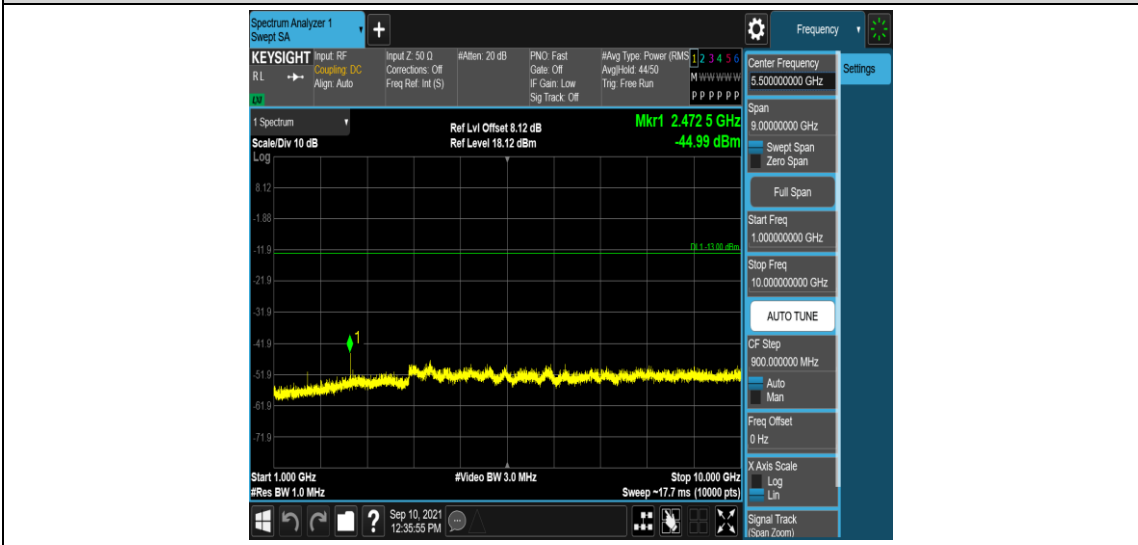 Spectrum Analyzer 1
Swept SA
+
Frequency
KEYSIGHT
RL
LXI
Input: RF
Coupling: DC
Align: Auto
Input Z: 50 Ω
Corrections: Off
Freq Ref: Int (S)
#Atten: 20 dB
PNO: Fast
Gate: Off
IF Gain: Low
Sig Track: Off
#Avg Type: Power (RMS
Avg|Hold: 44/50
Trig: Free Run
1 2 3 4 5 6
M W W W W W
P P P P P P
1 Spectrum
Scale/Div 10 dB
Log
Ref Lvl Offset 8.12 dB
Ref Level 18.12 dBm
Mkr1 2.472 5 GHz
-44.99 dBm
8.12
-1.88
-11.9
DL1 -13.00 dBm
-21.9
-31.9
-41.9
1
-51.9
-61.9
-71.9
Start 1.000 GHz
#Video BW 3.0 MHz
Stop 10.000 GHz
#Res BW 1.0 MHz
Sweep ~17.7 ms (10000 pts)
?
Sep 10, 2021
12:35:55 PM
Center Frequency
5.500000000 GHz
Settings
Span
9.00000000 GHz
Swept Span
Zero Span
Full Span
Start Freq
1.000000000 GHz
Stop Freq
10.000000000 GHz
AUTO TUNE
CF Step
900.000000 MHz
Auto
Man
Freq Offset
0 Hz
X Axis Scale
Log
Lin
Signal Track
(Span Zoom)